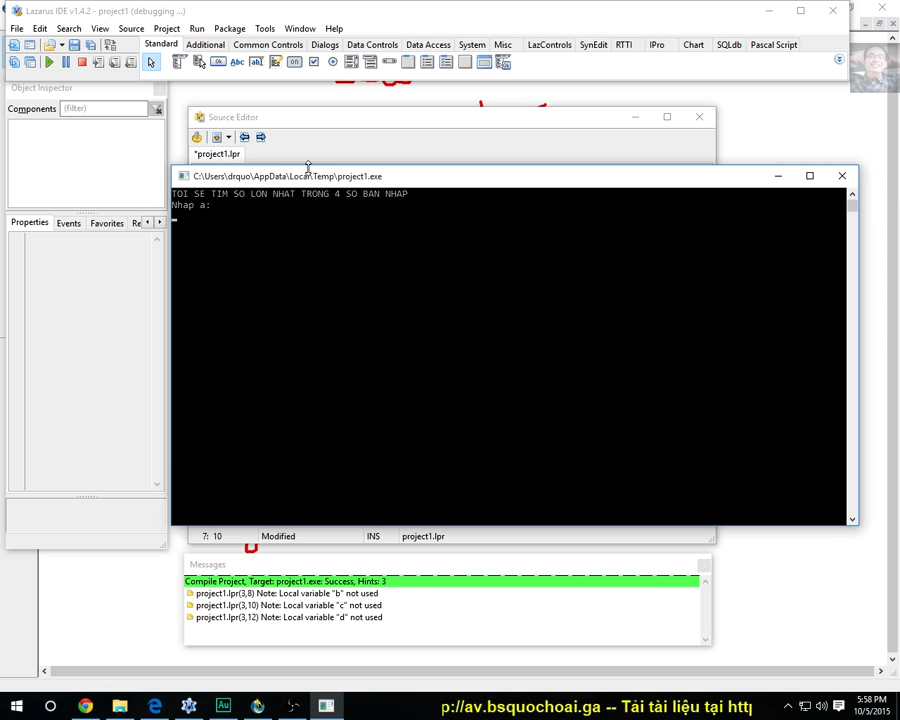 Lazarus IDE v1.4.2 - project1 (debugging ...)
File Edit Search View Source Project Run Package Tools Window Help
Standard Additional Common Controls Dialogs Data Controls Data Access System Misc LazControls SynEdit RTTI IPro Chart SQLdb Pascal Script
Object Inspector
Components (filter)
Source Editor
*project1.lpr
C:\Users\drquo\AppData\Local\Temp\project1.exe
TOI SE TIM SO LON NHAT TRONG 4 SO BAN NHAP
Nhap a:
Properties Events Favorites Re
7: 10 Modified INS project1.lpr
Messages
Compile Project, Target: project1.exe: Success, Hints: 3
project1.lpr(3,8) Note: Local variable "b" not used
project1.lpr(3,10) Note: Local variable "c" not used
project1.lpr(3,12) Note: Local variable "d" not used
p://av.bsquochoai.ga -- Tải tài liệu tại htt
5:58 PM
10/5/2015